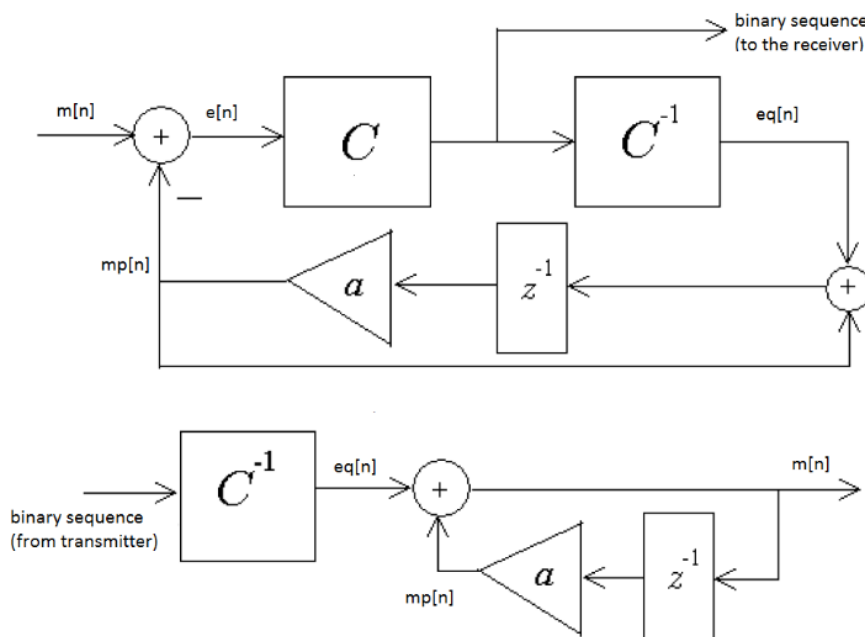 binary sequence
(to the receiver)
m[n]
e[n]
+
C
C⁻¹
eq[n]
—
mp[n]
a
z⁻¹
+
C⁻¹
eq[n]
m[n]
+
binary sequence
(from transmitter)
a
z⁻¹
mp[n]